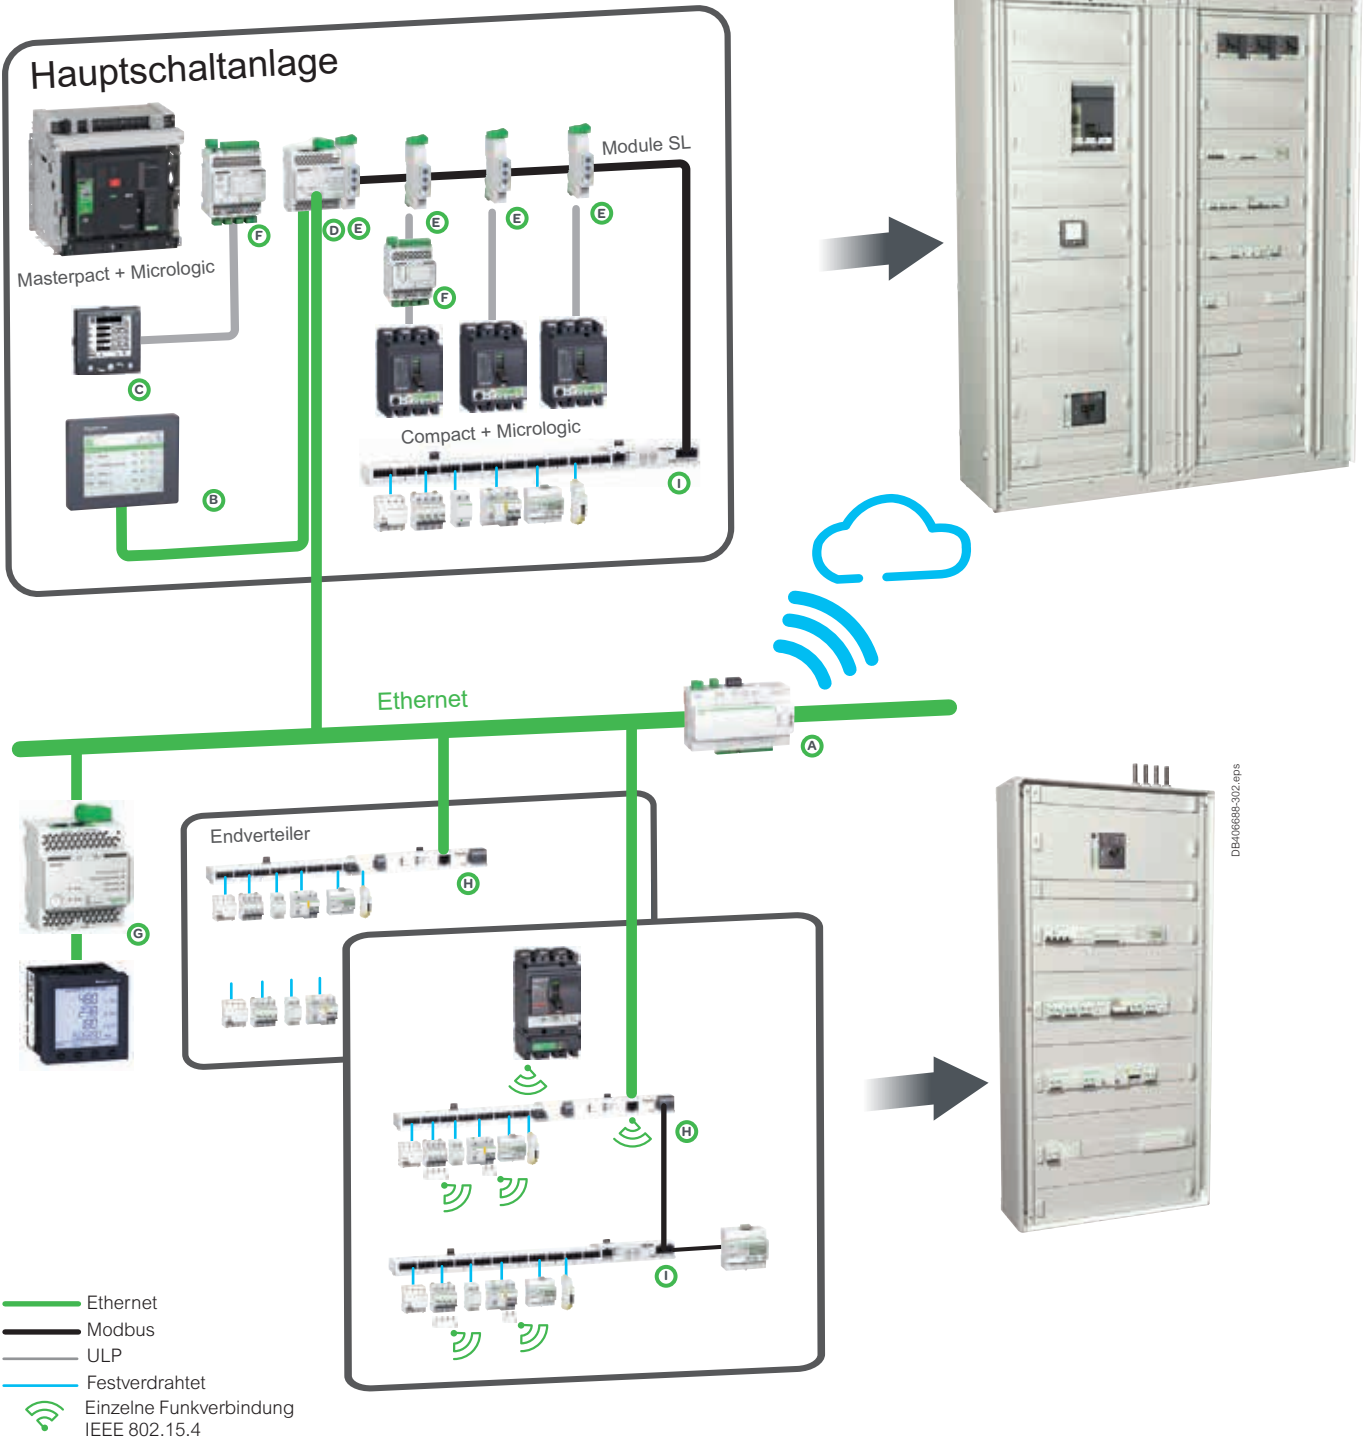 Hauptschaltanlage
Module SL
F
D
E
E
E
E
Masterpact + Micrologic
F
C
Compact + Micrologic
B
I
Ethernet
A
Endverteiler
H
G
H
I
DB406688-302.eps
Ethernet
Modbus
ULP
Festverdrahtet
Einzelne Funkverbindung
IEEE 802.15.4